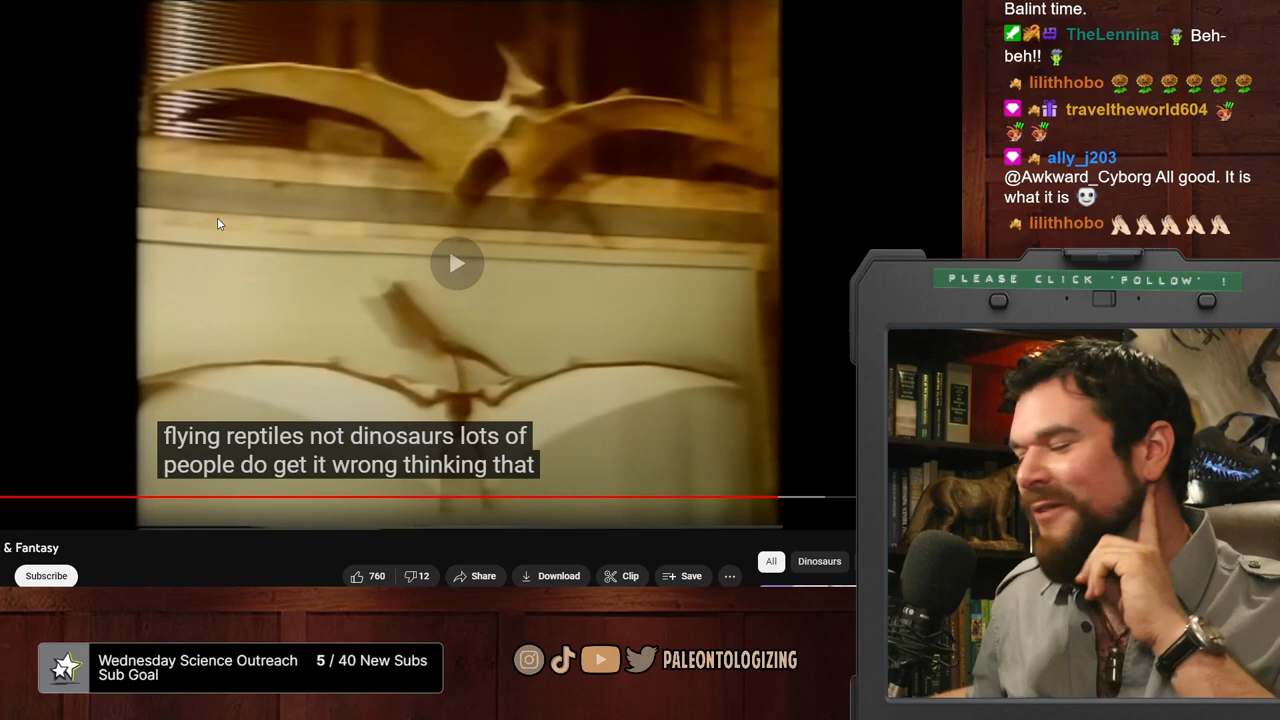 flying reptiles not dinosaurs lots of
people do get it wrong thinking that
& Fantasy
Subscribe
760
12
Share
Download
Clip
Save
All
Dinosaurs
Wednesday Science Outreach
Sub Goal
5 / 40 New Subs
PALEONTOLOGIZING
Balint time.
TheLennina Beh-
beh!!
lilithhobo
traveltheworld604
ally_j203
@Awkward_Cyborg All good. It is
what it is
lilithhobo
PLEASE CLICK 'FOLLOW' !